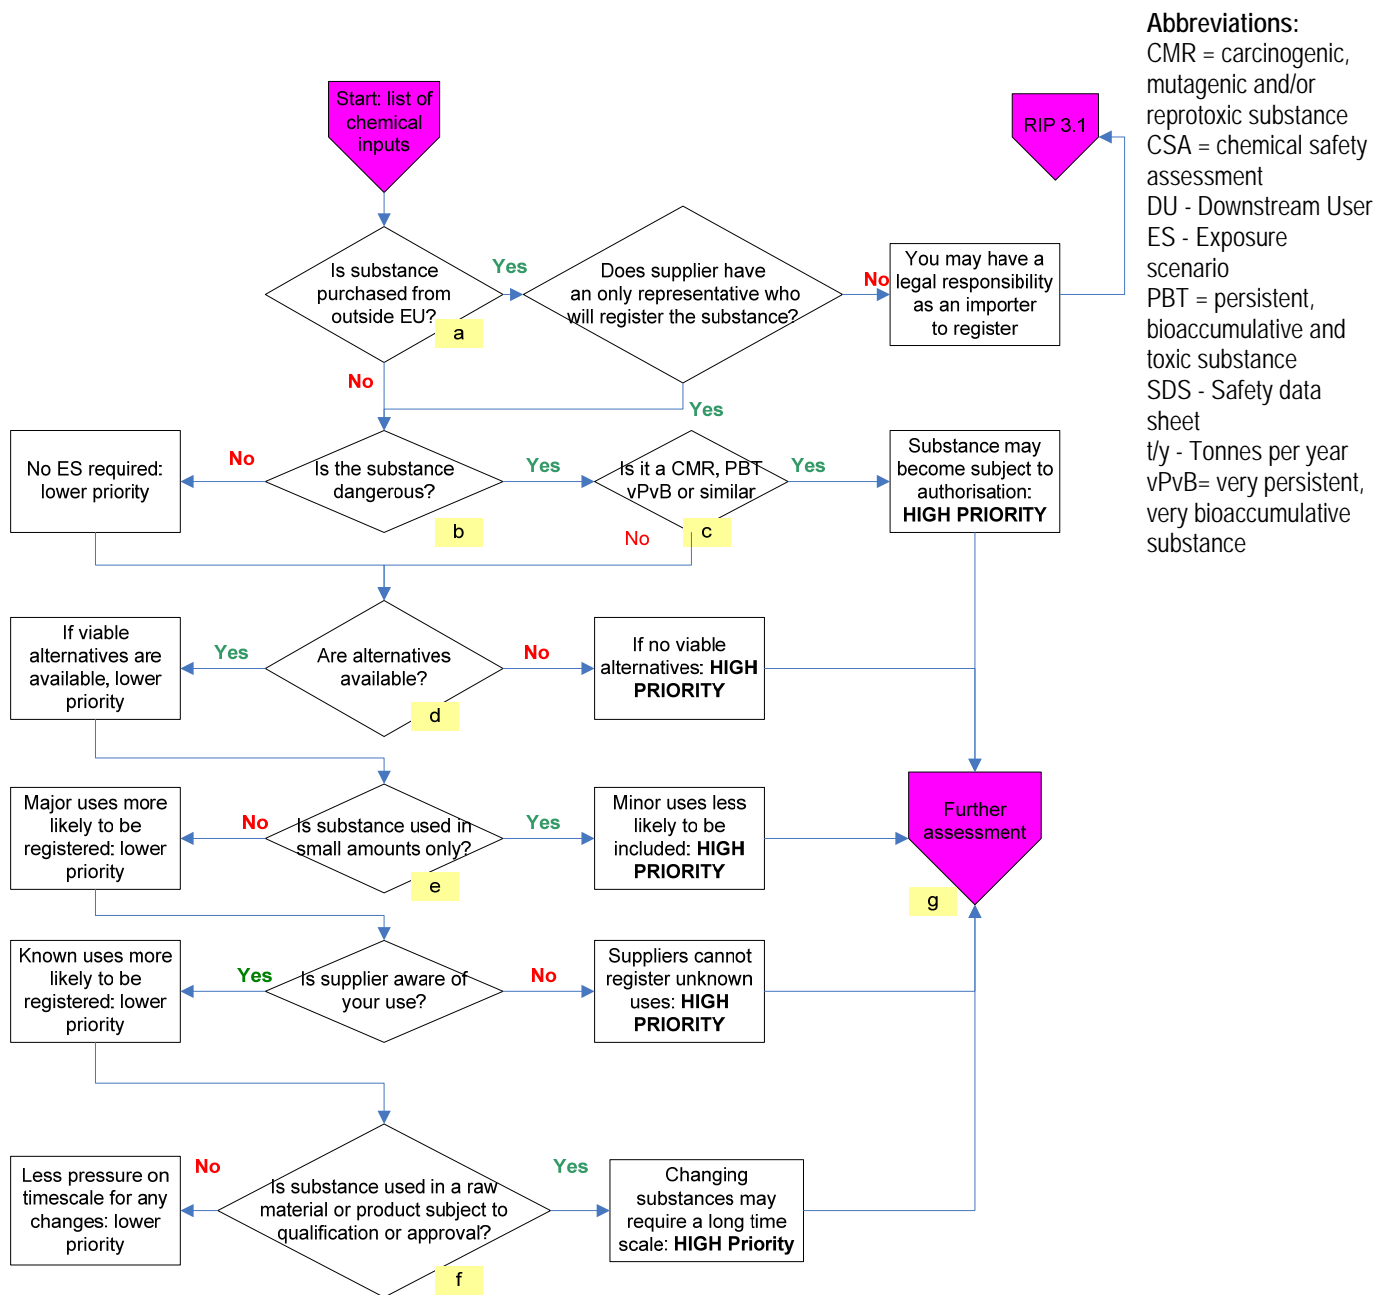 Abbreviations:
CMR = carcinogenic,
mutagenic and/or
reprotoxic substance
CSA = chemical safety
assessment
DU - Downstream User
ES - Exposure
scenario
PBT = persistent,
bioaccumulative and
toxic substance
SDS - Safety data
sheet
t/y - Tonnes per year
vPvB= very persistent,
very bioaccumulative
substance
Start: list of
chemical
inputs
RIP 3.1
Is substance
purchased from
outside EU?
a
Yes
No
Does supplier have
an only representative who
will register the substance?
No
Yes
You may have a
legal responsibility
as an importer
to register
No ES required:
lower priority
No
Is the substance
dangerous?
b
Yes
Is it a CMR, PBT
vPvB or similar
c
No
Yes
Substance may
become subject to
authorisation:
HIGH PRIORITY
If viable
alternatives are
available, lower
priority
Yes
Are alternatives
available?
d
No
If no viable
alternatives: HIGH
PRIORITY
Major uses more
likely to be
registered: lower
priority
No
Is substance used in
small amounts only?
e
Yes
Minor uses less
likely to be
included: HIGH
PRIORITY
Further
assessment
g
Known uses more
likely to be
registered: lower
priority
Yes
Is supplier aware of
your use?
No
Suppliers cannot
register unknown
uses: HIGH
PRIORITY
Less pressure on
timescale for any
changes: lower
priority
No
Is substance used in a raw
material or product subject to
qualification or approval?
f
Yes
Changing
substances may
require a long time
scale: HIGH Priority